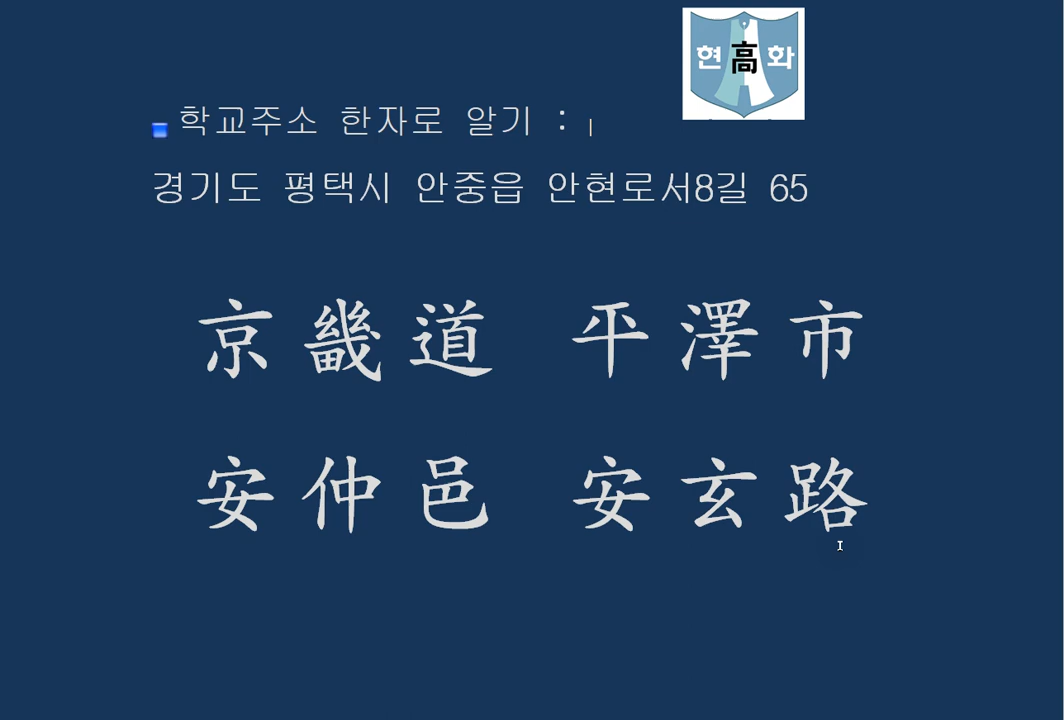 현高화
학교주소 한자로 알기 :
경기도 평택시 안중읍 안현로서8길 65
京畿道 平澤市
安仲邑 安玄路